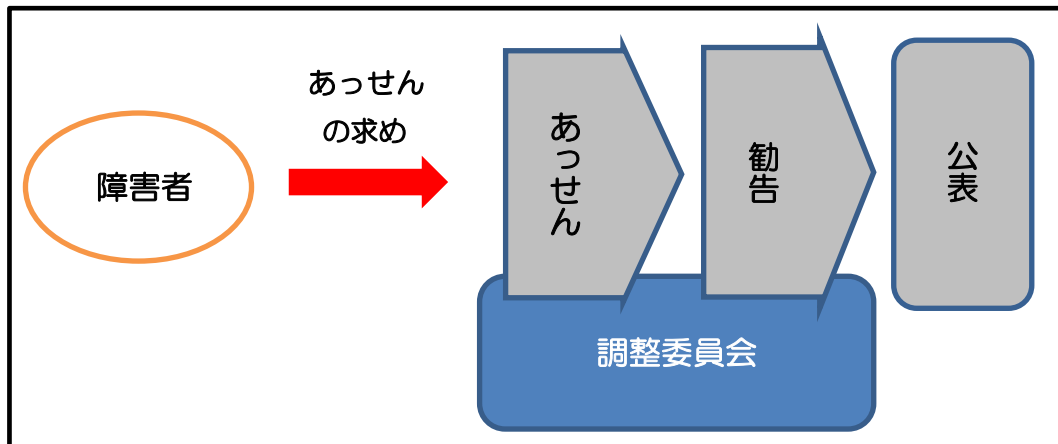 障害者
あっせん
の求め
あっせん
勧告
公表
調整委員会